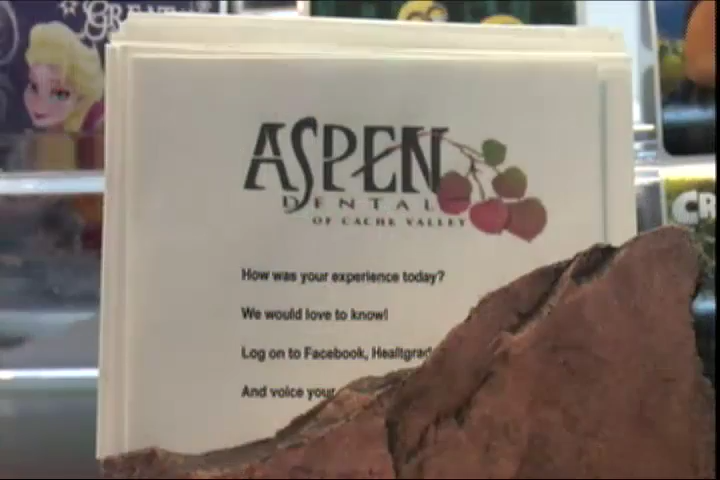 ASPEN
DENTAL
OF CACHE VALLEY
How was your experience today?
We would love to know!
Log on to Facebook,
And voice your